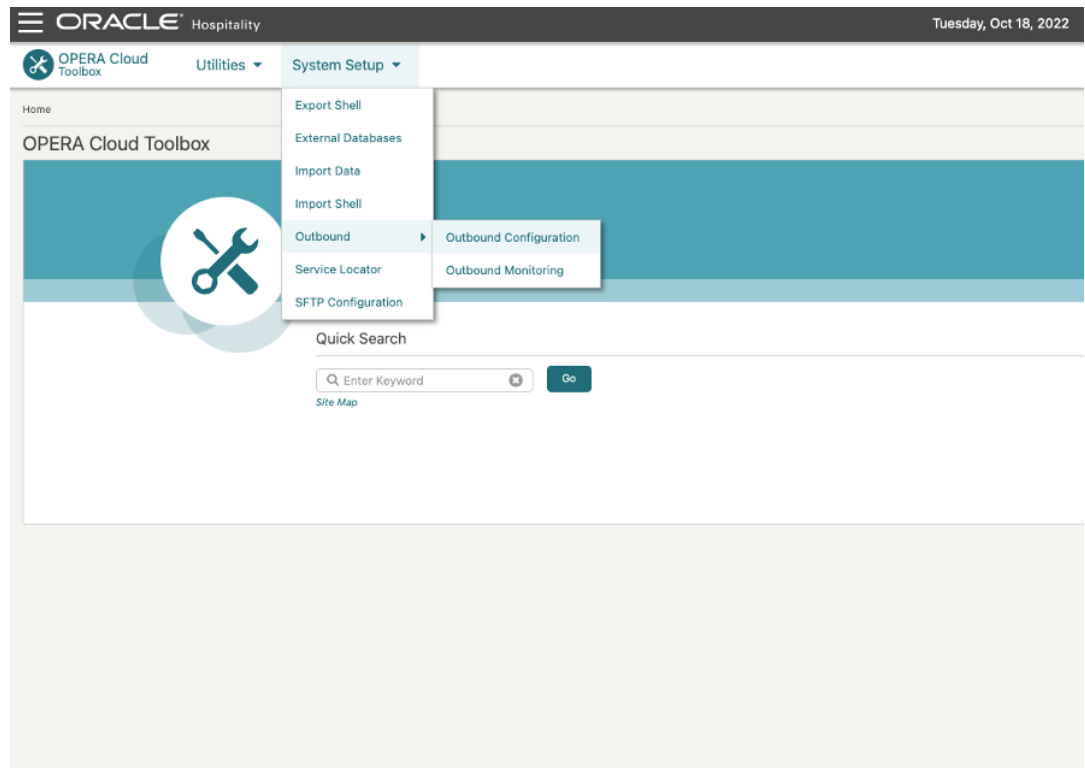 ORACLE Hospitality
Tuesday, Oct 18, 2022
OPERA Cloud
Toolbox
Utilities
System Setup
Home
OPERA Cloud Toolbox
Export Shell
External Databases
Import Data
Import Shell
Outbound
Outbound Configuration
Outbound Monitoring
Service Locator
SFTP Configuration
Quick Search
Enter Keyword
Go
Site Map